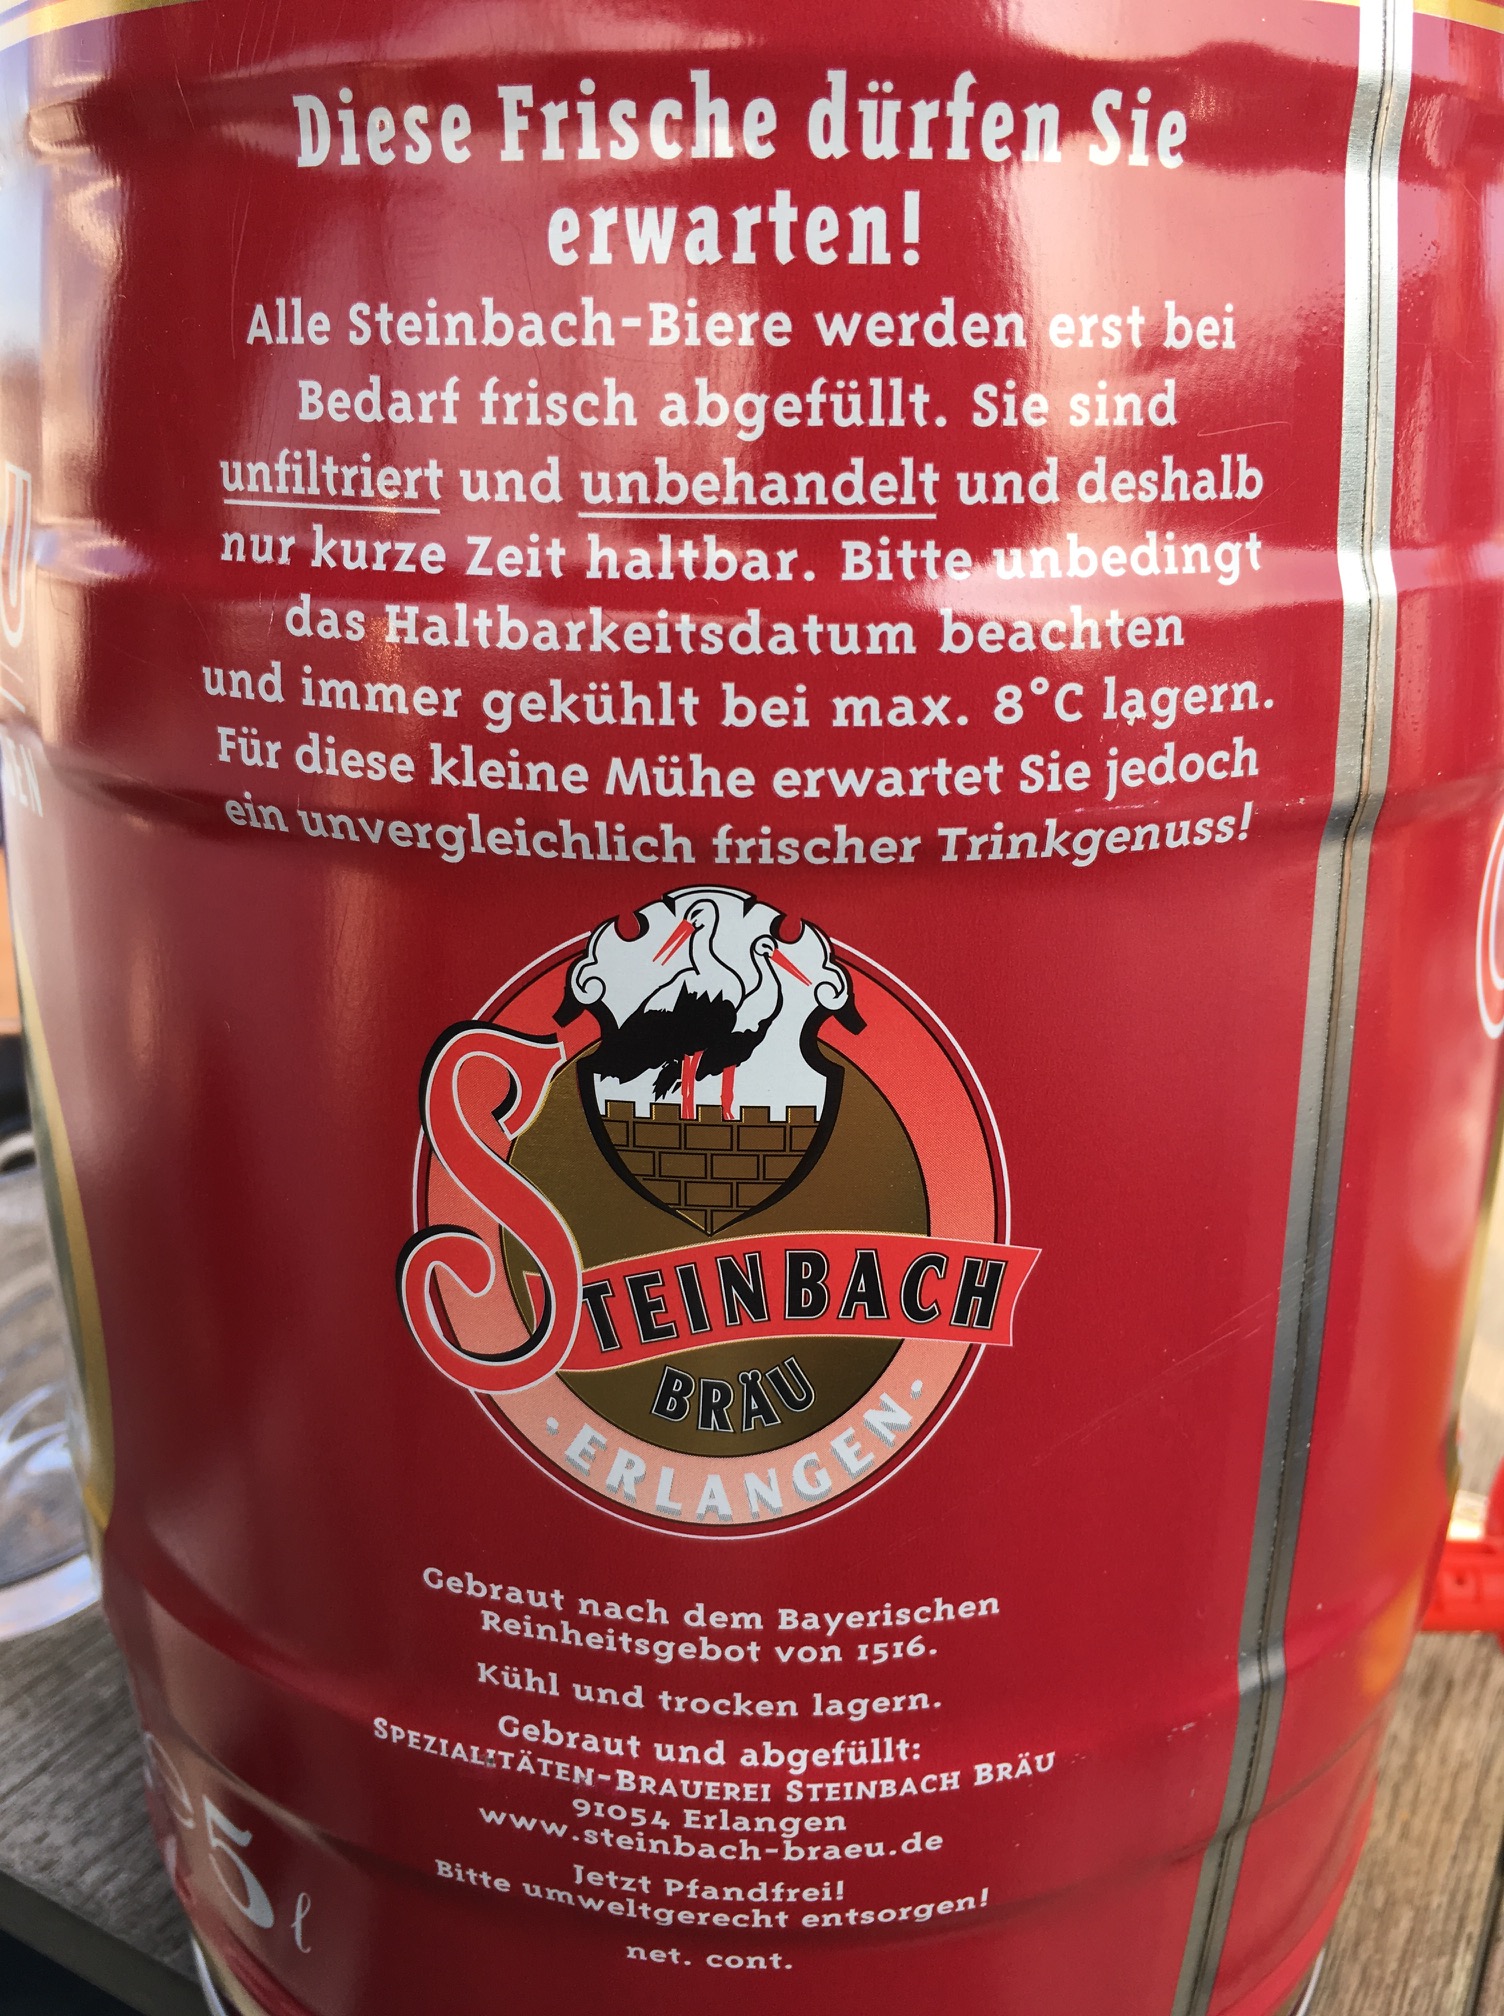 Diese Frische dürfen Sie
erwarten!
Alle Steinbach-Biere werden erst bei
Bedarf frisch abgefüllt. Sie sind
unfiltriert und unbehandelt und deshalb
nur kurze Zeit haltbar. Bitte unbedingt
das Haltbarkeitsdatum beachten
und immer gekühlt bei max. 8°C lagern.
Für diese kleine Mühe erwartet Sie jedoch
ein unvergleichlich frischer Trinkgenuss!
STEINBACH
BRÄU
·ERLANGEN·
Gebraut nach dem Bayerischen
Reinheitsgebot von 1516.
Kühl und trocken lagern.
Gebraut und abgefüllt:
SPEZIALITÄTEN-BRAUEREI STEINBACH BRÄU
91054 Erlangen
www.steinbach-braeu.de
Jetzt Pfandfrei!
Bitte umweltgerecht entsorgen!
net. cont.
e 5 l